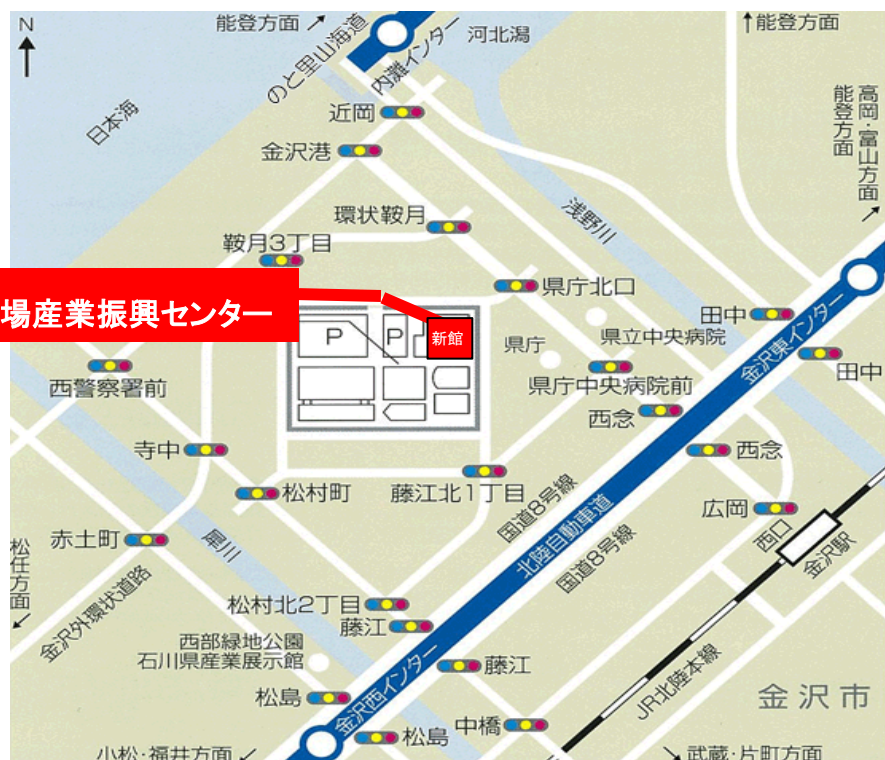 N
能登方面
のと里山海道
内灘インター
河北潟
能登方面
日本海
近岡
金沢港
高岡・富山方面
能登方面
環状鞍月
浅野川
鞍月3丁目
県庁北口
場産業振興センター
P
P
新館
県庁
県立中央病院
田中
金沢東インター
田中
西警察署前
県庁中央病院前
西念
西念
寺中
松村町
藤江北1丁目
国道8号線
北陸自動車道
国道8号線
広岡
西口
金沢駅
赤土町
犀川
松任方面
金沢外環状道路
松村北2丁目
藤江
西部緑地公園
石川県産業展示館
藤江
松島
金沢西インター
松島
中橋
JR北陸本線
金沢市
小松・福井方面
武蔵・片町方面